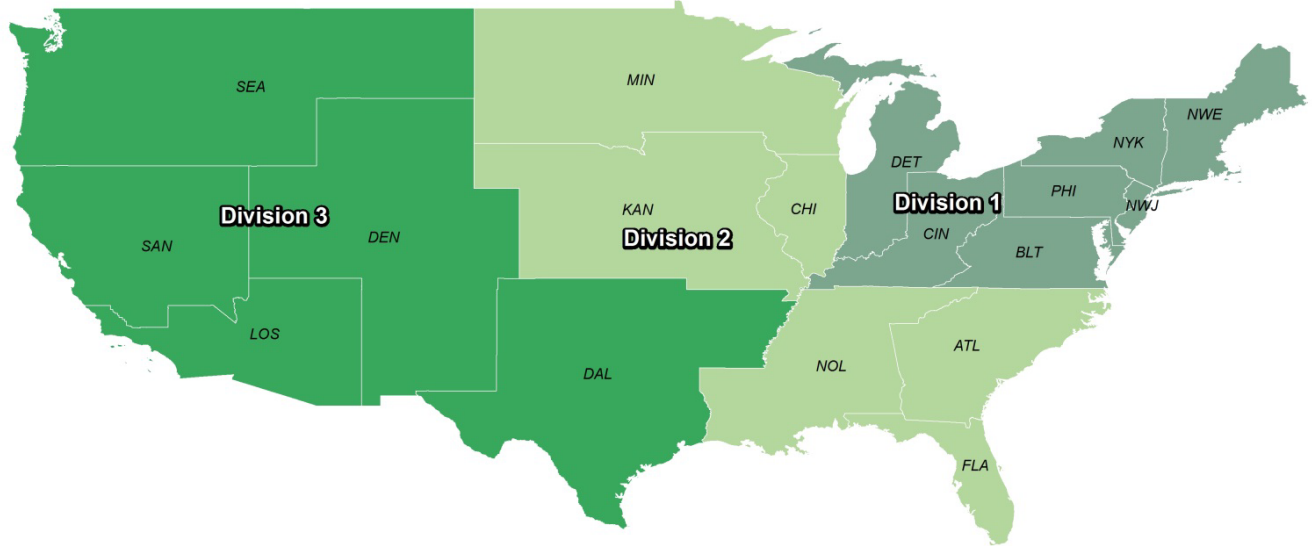 SEA
MIN
NWE
NYK
DET
PHI
NWJ
Division 1
Division 3
Division 2
KAN
CHI
CIN
SAN
DEN
BLT
LOS
ATL
NOL
DAL
FLA